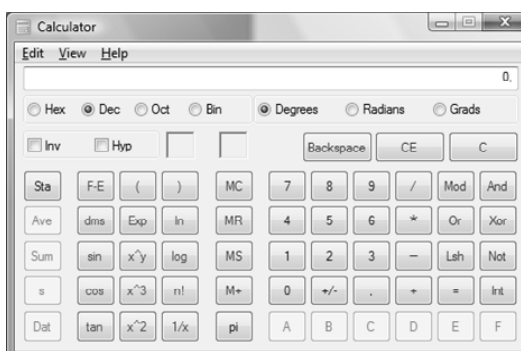 Calculator
Edit View Help
0.
Hex Dec Oct Bin Degrees Radians Grads
Inv Hyp Backspace CE C
Sta F-E ( ) MC 7 8 9 / Mod And
Ave dms Exp ln MR 4 5 6 * Or Xor
Sum sin x^y log MS 1 2 3 - Lsh Not
s cos x^3 n! M+ 0 +/- . + = Int
Dat tan x^2 1/x pi A B C D E F